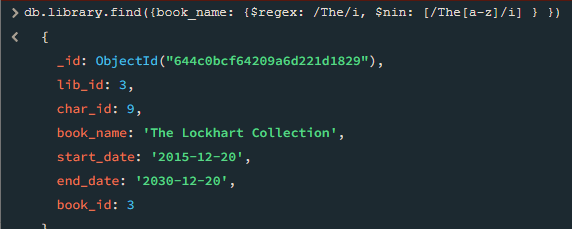 > db.library.find({book_name: {$regex: /The/i, $nin: [/The[a-z]/i] } })
< {
_id: ObjectId("644c0bcf64209a6d221d1829"),
lib_id: 3,
char_id: 9,
book_name: 'The Lockhart Collection',
start_date: '2015-12-20',
end_date: '2030-12-20',
book_id: 3
}